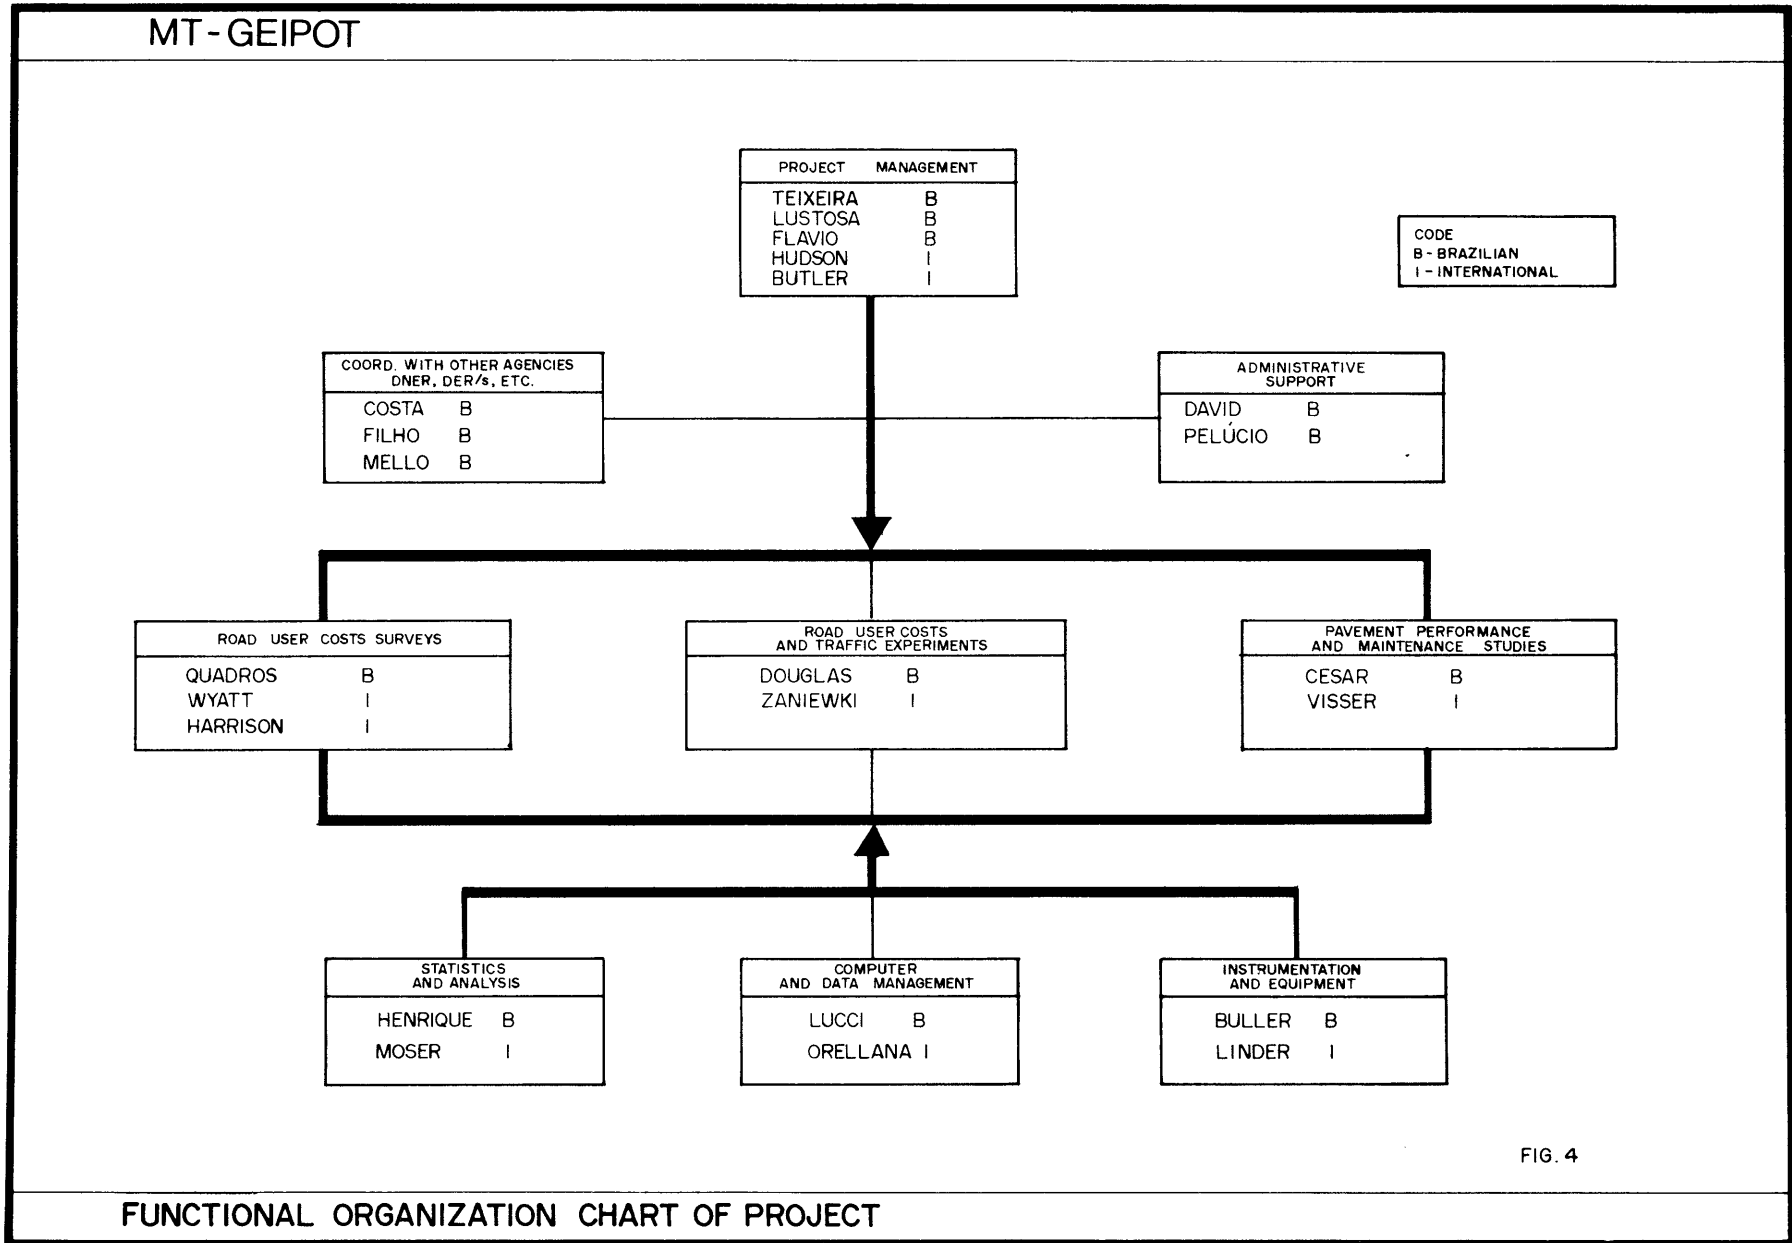 MT-GEIPOT
PROJECT MANAGEMENT
TEIXEIRA B
LUSTOSA B
FLAVIO B
HUDSON I
BUTLER I
CODE
B - BRAZILIAN
I - INTERNATIONAL
COORD. WITH OTHER AGENCIES
DNER, DER/s, ETC.
COSTA B
FILHO B
MELLO B
ADMINISTRATIVE
SUPPORT
DAVID B
PELÚCIO B
ROAD USER COSTS SURVEYS
QUADROS B
WYATT I
HARRISON I
ROAD USER COSTS
AND TRAFFIC EXPERIMENTS
DOUGLAS B
ZANIEWKI I
PAVEMENT PERFORMANCE
AND MAINTENANCE STUDIES
CESAR B
VISSER I
STATISTICS
AND ANALYSIS
HENRIQUE B
MOSER I
COMPUTER
AND DATA MANAGEMENT
LUCCI B
ORELLANA I
INSTRUMENTATION
AND EQUIPMENT
BULLER B
LINDER I
FIG. 4
FUNCTIONAL ORGANIZATION CHART OF PROJECT